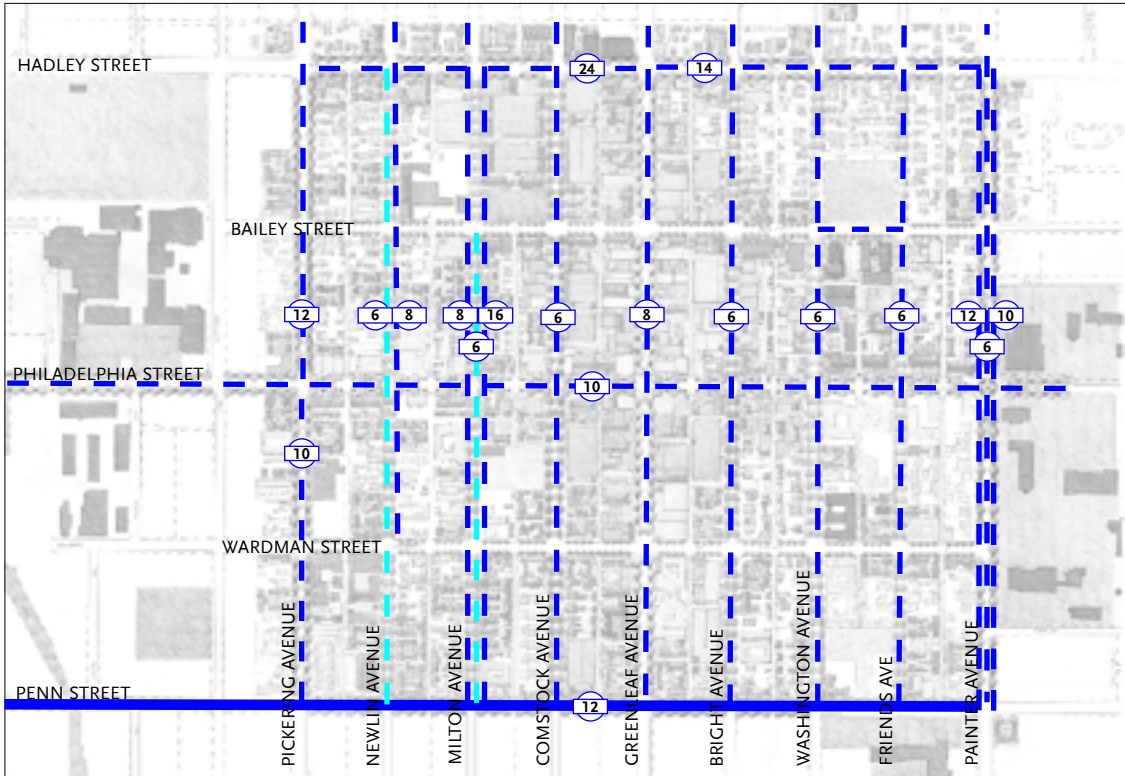 HADLEY STREET
24
14
BAILEY STREET
12
6
8
8
16
6
6
8
6
6
6
12
10
6
PHILADELPHIA STREET
10
10
WARDMAN STREET
PICKERING AVENUE
NEWLIN AVENUE
MILTON AVENUE
COMSTOCK AVENUE
GREENLEAF AVENUE
BRIGHT AVENUE
WASHINGTON AVENUE
FRIENDS AVE
PAINTER AVENUE
PENN STREET
12